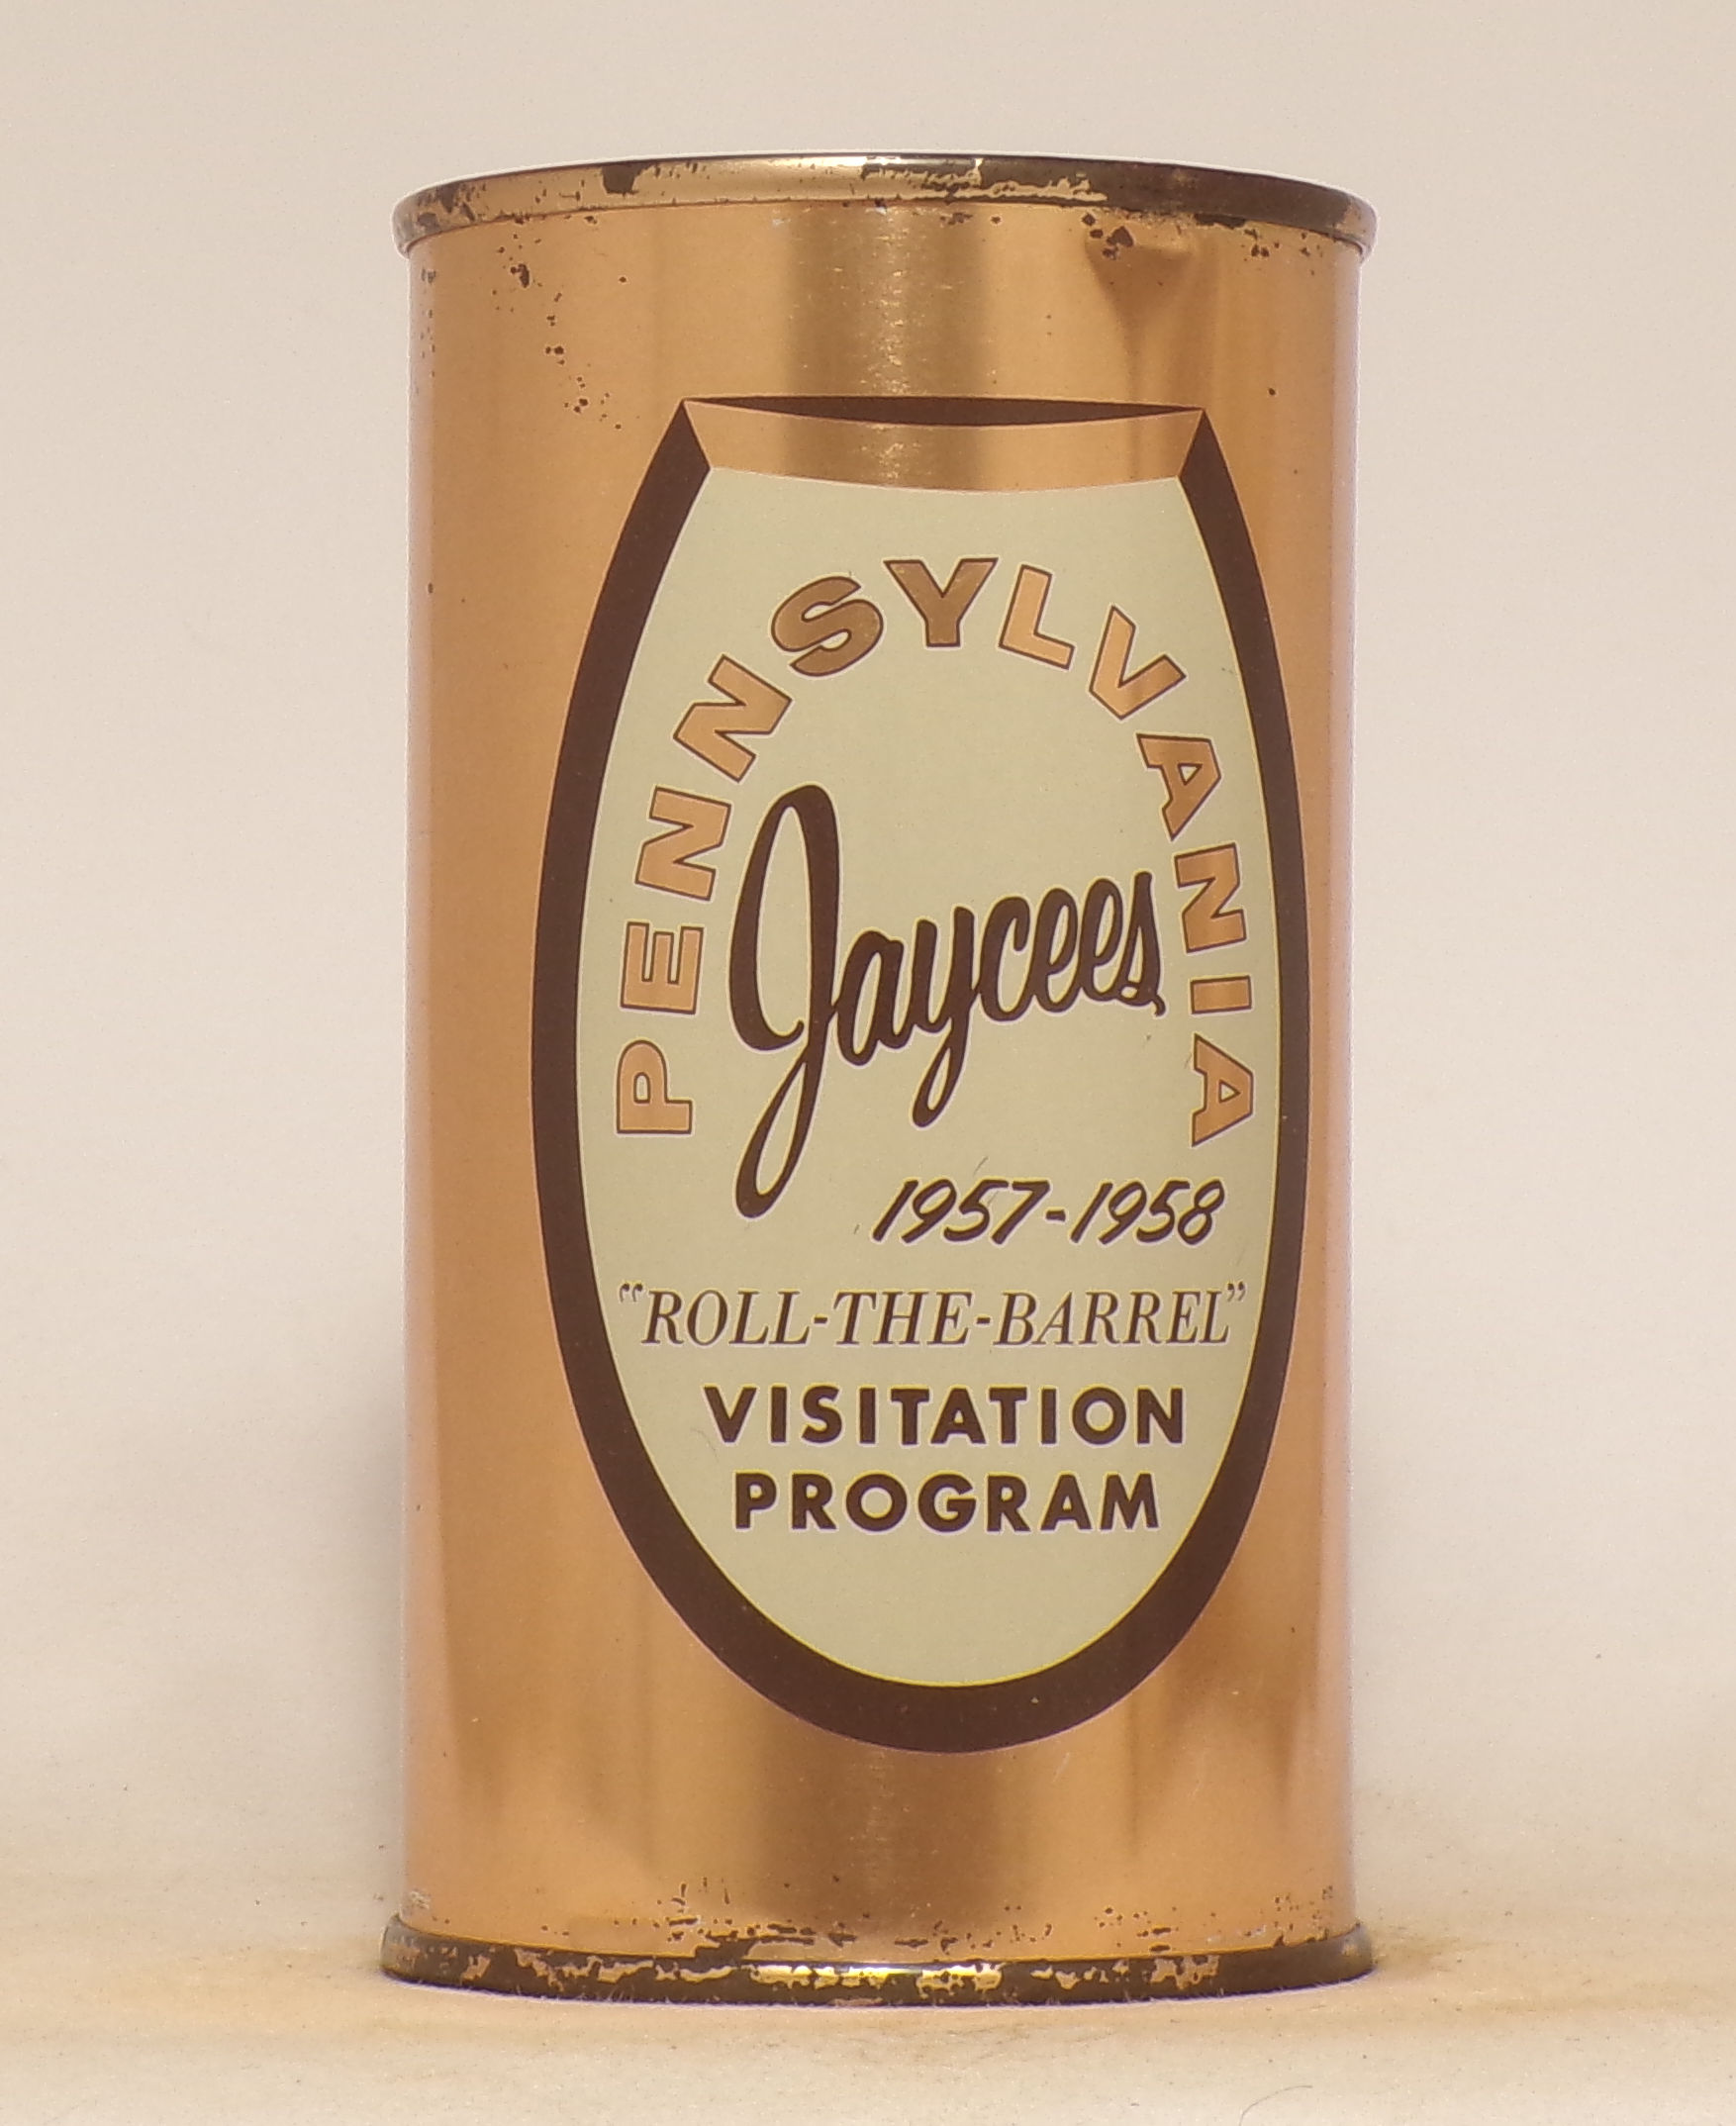 PENNSYLVANIA
Jaycees
1957-1958
“ROLL-THE-BARREL”
VISITATION
PROGRAM